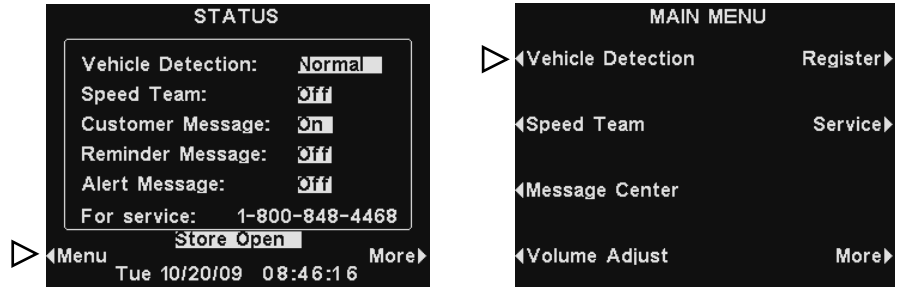 STATUS
Vehicle Detection: Normal
Speed Team: Off
Customer Message: On
Reminder Message: Off
Alert Message: Off
For service: 1-800-848-4468
Store Open
Menu More
Tue 10/20/09 08:46:16
MAIN MENU
Vehicle Detection Register
Speed Team Service
Message Center
Volume Adjust More